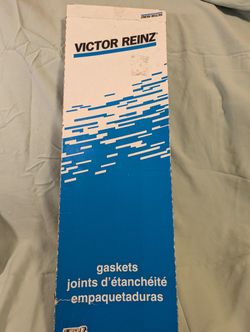 VICTOR REINZ®
gaskets
joints d'étanchéité
empaquetaduras